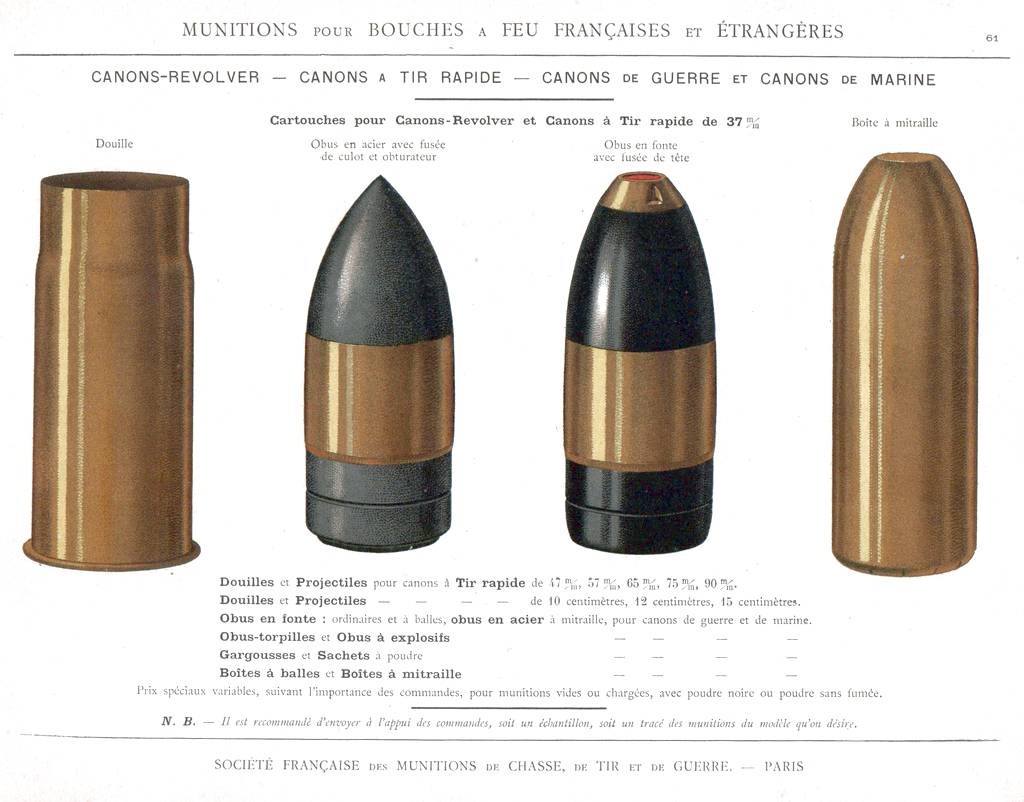 MUNITIONS POUR BOUCHES A FEU FRANÇAISES ET ÉTRANGÈRES
61
CANONS-REVOLVER — CANONS A TIR RAPIDE — CANONS DE GUERRE ET CANONS DE MARINE
Cartouches pour Canons-Revolver et Canons à Tir rapide de 37 m/m
Douille
Obus en acier avec fusée
de culot et obturateur
Obus en fonte
avec fusée de tête
Boîte à mitraille
Douilles et Projectiles pour canons à Tir rapide de 47 m/m, 57 m/m, 65 m/m, 75 m/m, 90 m/m.
Douilles et Projectiles — — — — de 10 centimètres, 12 centimètres, 15 centimètres.
Obus en fonte : ordinaires et à balles, obus en acier à mitraille, pour canons de guerre et de marine.
Obus-torpilles et Obus à explosifs — — — —
Gargousses et Sachets à poudre — — — —
Boîtes à balles et Boîtes à mitraille — — — —
Prix spéciaux variables, suivant l'importance des commandes, pour munitions vides ou chargées, avec poudre noire ou poudre sans fumée.
N. B. — Il est recommandé d'envoyer à l'appui des commandes, soit un échantillon, soit un tracé des munitions du modèle qu'on désire.
SOCIÉTÉ FRANÇAISE DES MUNITIONS DE CHASSE, DE TIR ET DE GUERRE. — PARIS